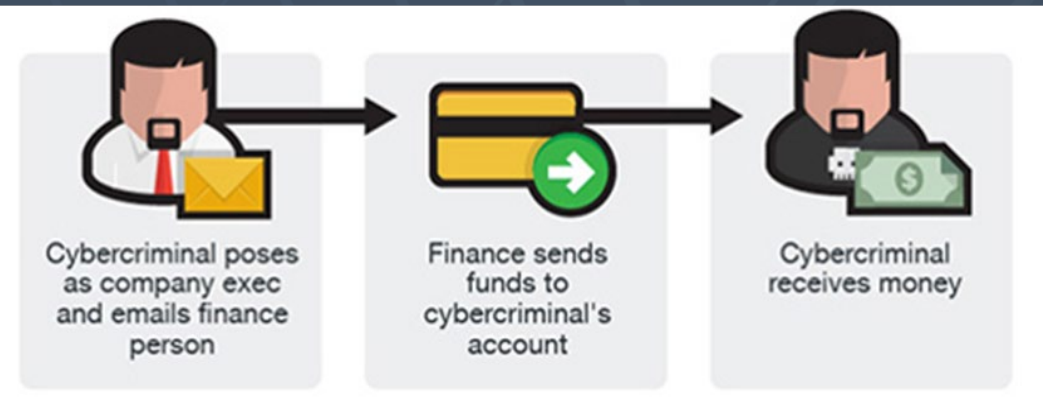 Cybercriminal poses
as company exec
and emails finance
person
Finance sends
funds to
cybercriminal's
account
Cybercriminal
receives money
$